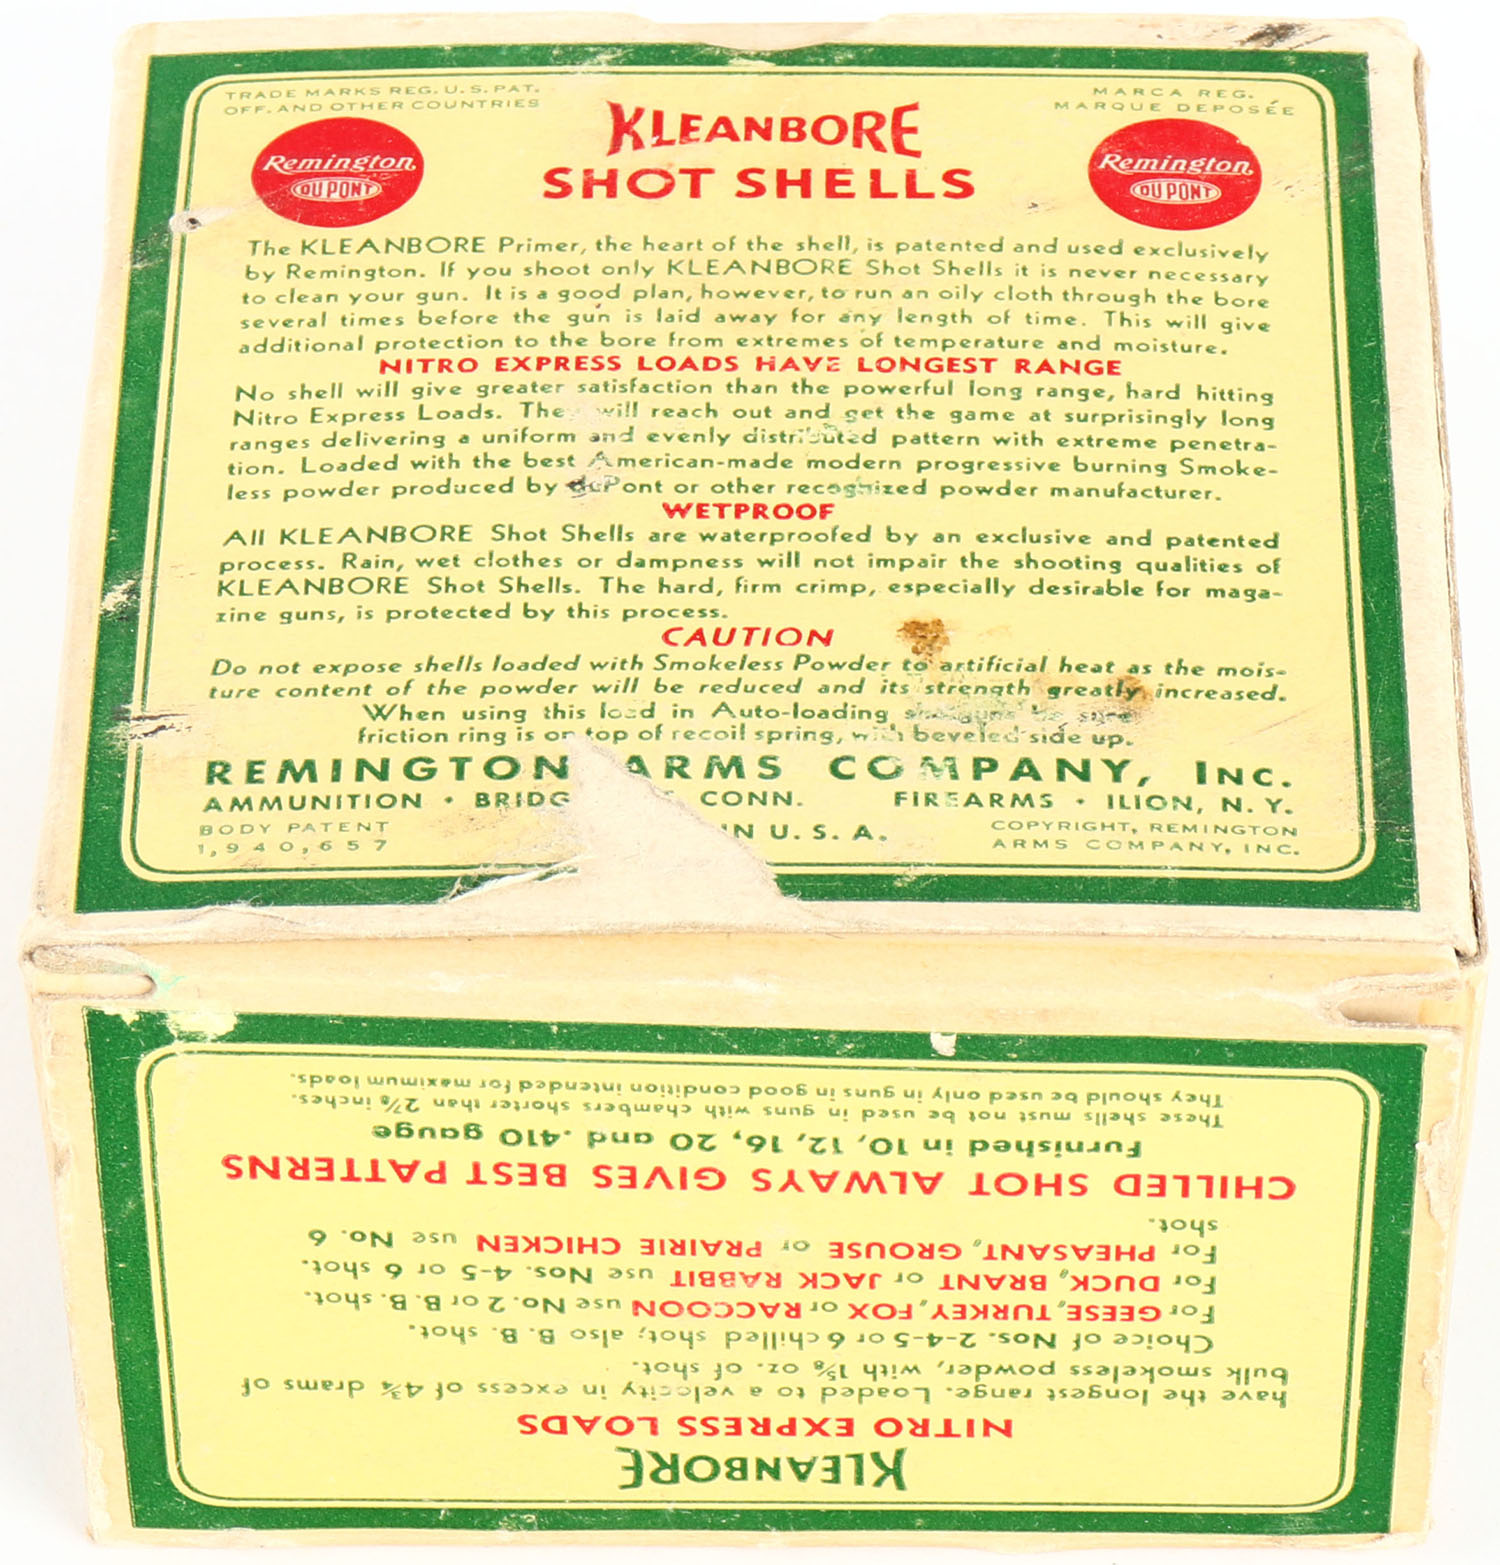 TRADE MARKS REG. U.S. PAT.
OFF. AND OTHER COUNTRIES
MARCA REG.
MARQUE DEPOSÉE
Remington
DU PONT
KLEANBORE
SHOT SHELLS
Remington
DU PONT
The KLEANBORE Primer, the heart of the shell, is patented and used exclusively
by Remington. If you shoot only KLEANBORE Shot Shells it is never necessary
to clean your gun. It is a good plan, however, to run an oily cloth through the bore
several times before the gun is laid away for any length of time. This will give
additional protection to the bore from extremes of temperature and moisture.
NITRO EXPRESS LOADS HAVE LONGEST RANGE
No shell will give greater satisfaction than the powerful long range, hard hitting
Nitro Express Loads. They will reach out and get the game at surprisingly long
ranges delivering a uniform and evenly distributed pattern with extreme penetra-
tion. Loaded with the best American-made modern progressive burning Smoke-
less powder produced by duPont or other recognized powder manufacturer.
WETPROOF
All KLEANBORE Shot Shells are waterproofed by an exclusive and patented
process. Rain, wet clothes or dampness will not impair the shooting qualities of
KLEANBORE Shot Shells. The hard, firm crimp, especially desirable for maga-
zine guns, is protected by this process.
CAUTION
Do not expose shells loaded with Smokeless Powder to artificial heat as the mois-
ture content of the powder will be reduced and its strength greatly increased.
When using this load in Auto-loading shotguns be sure
friction ring is on top of recoil spring, with beveled side up.
REMINGTON ARMS COMPANY, INC.
AMMUNITION • BRIDG CONN. FIREARMS • ILION, N. Y.
BODY PATENT
1,940,657
IN U. S. A.
COPYRIGHT, REMINGTON
ARMS COMPANY, INC.
KLEANBORE
NITRO EXPRESS LOADS
have the longest range. Loaded to a velocity in excess of 4¾ drams of
bulk smokeless powder, with 1⅝ oz. of shot.
Choice of Nos. 2-4-5 or 6 chilled shot; also B. B. shot.
For GEESE, TURKEY, FOX or RACCOON use No. 2 or B. B. shot.
For DUCK, BRANT or JACK RABBIT use Nos. 4-5 or 6 shot.
For PHEASANT, GROUSE or PRAIRIE CHICKEN use No. 6
shot.
CHILLED SHOT ALWAYS GIVES BEST PATTERNS
Furnished in 10, 12, 16, 20 and .410 gauge
These shells must not be used in guns with chambers shorter than 2⅞ inches.
They should be used only in guns in good condition intended for maximum loads.